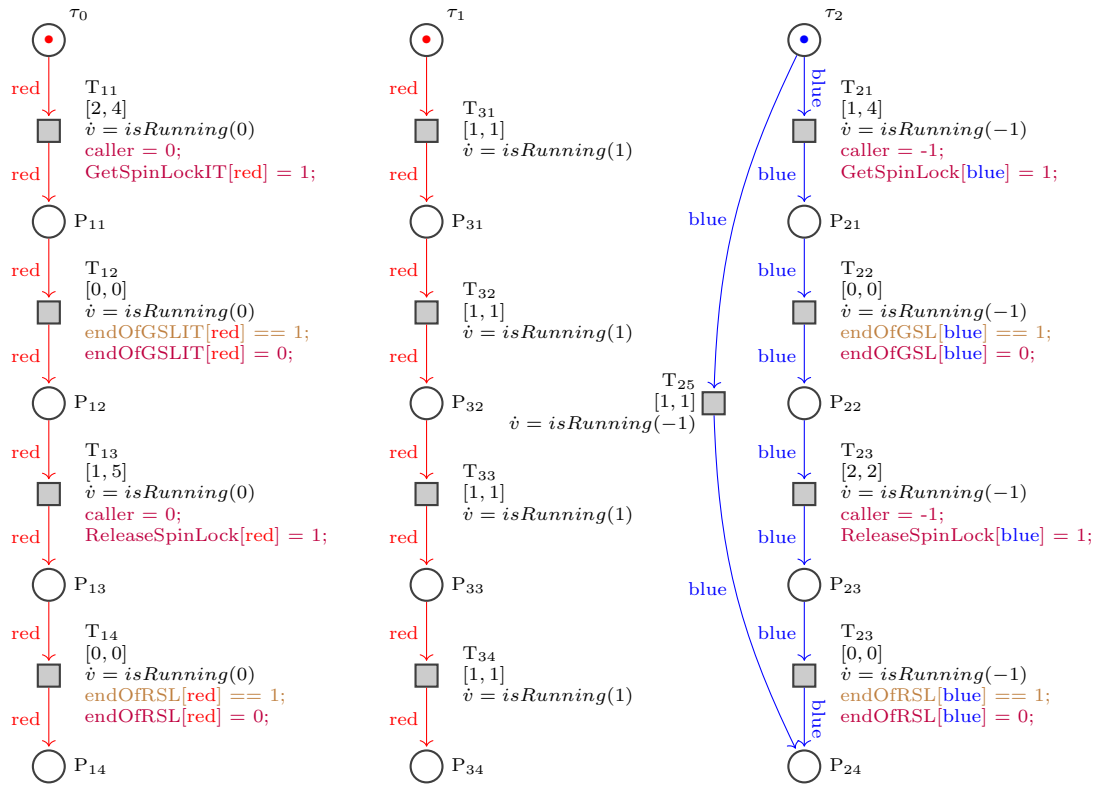 τ0
red
T11
[2, 4]
v̇ = isRunning(0)
caller = 0;
GetSpinLockIT[red] = 1;
red
P11
red
T12
[0, 0]
v̇ = isRunning(0)
endOfGSLIT[red] == 1;
endOfGSLIT[red] = 0;
red
P12
red
T13
[1, 5]
v̇ = isRunning(0)
caller = 0;
ReleaseSpinLock[red] = 1;
red
P13
red
T14
[0, 0]
v̇ = isRunning(0)
endOfRSL[red] == 1;
endOfRSL[red] = 0;
red
P14
τ1
red
T31
[1, 1]
v̇ = isRunning(1)
red
P31
red
T32
[1, 1]
v̇ = isRunning(1)
red
P32
red
T33
[1, 1]
v̇ = isRunning(1)
red
P33
red
T34
[1, 1]
v̇ = isRunning(1)
red
P34
τ2
blue
T21
[1, 4]
v̇ = isRunning(−1)
caller = -1;
GetSpinLock[blue] = 1;
blue
P21
blue
blue
T22
[0, 0]
v̇ = isRunning(−1)
endOfGSL[blue] == 1;
endOfGSL[blue] = 0;
blue
T25
[1, 1]
v̇ = isRunning(−1)
P22
blue
T23
[2, 2]
v̇ = isRunning(−1)
caller = -1;
ReleaseSpinLock[blue] = 1;
blue
blue
P23
blue
T23
[0, 0]
v̇ = isRunning(−1)
endOfRSL[blue] == 1;
endOfRSL[blue] = 0;
blue
P24